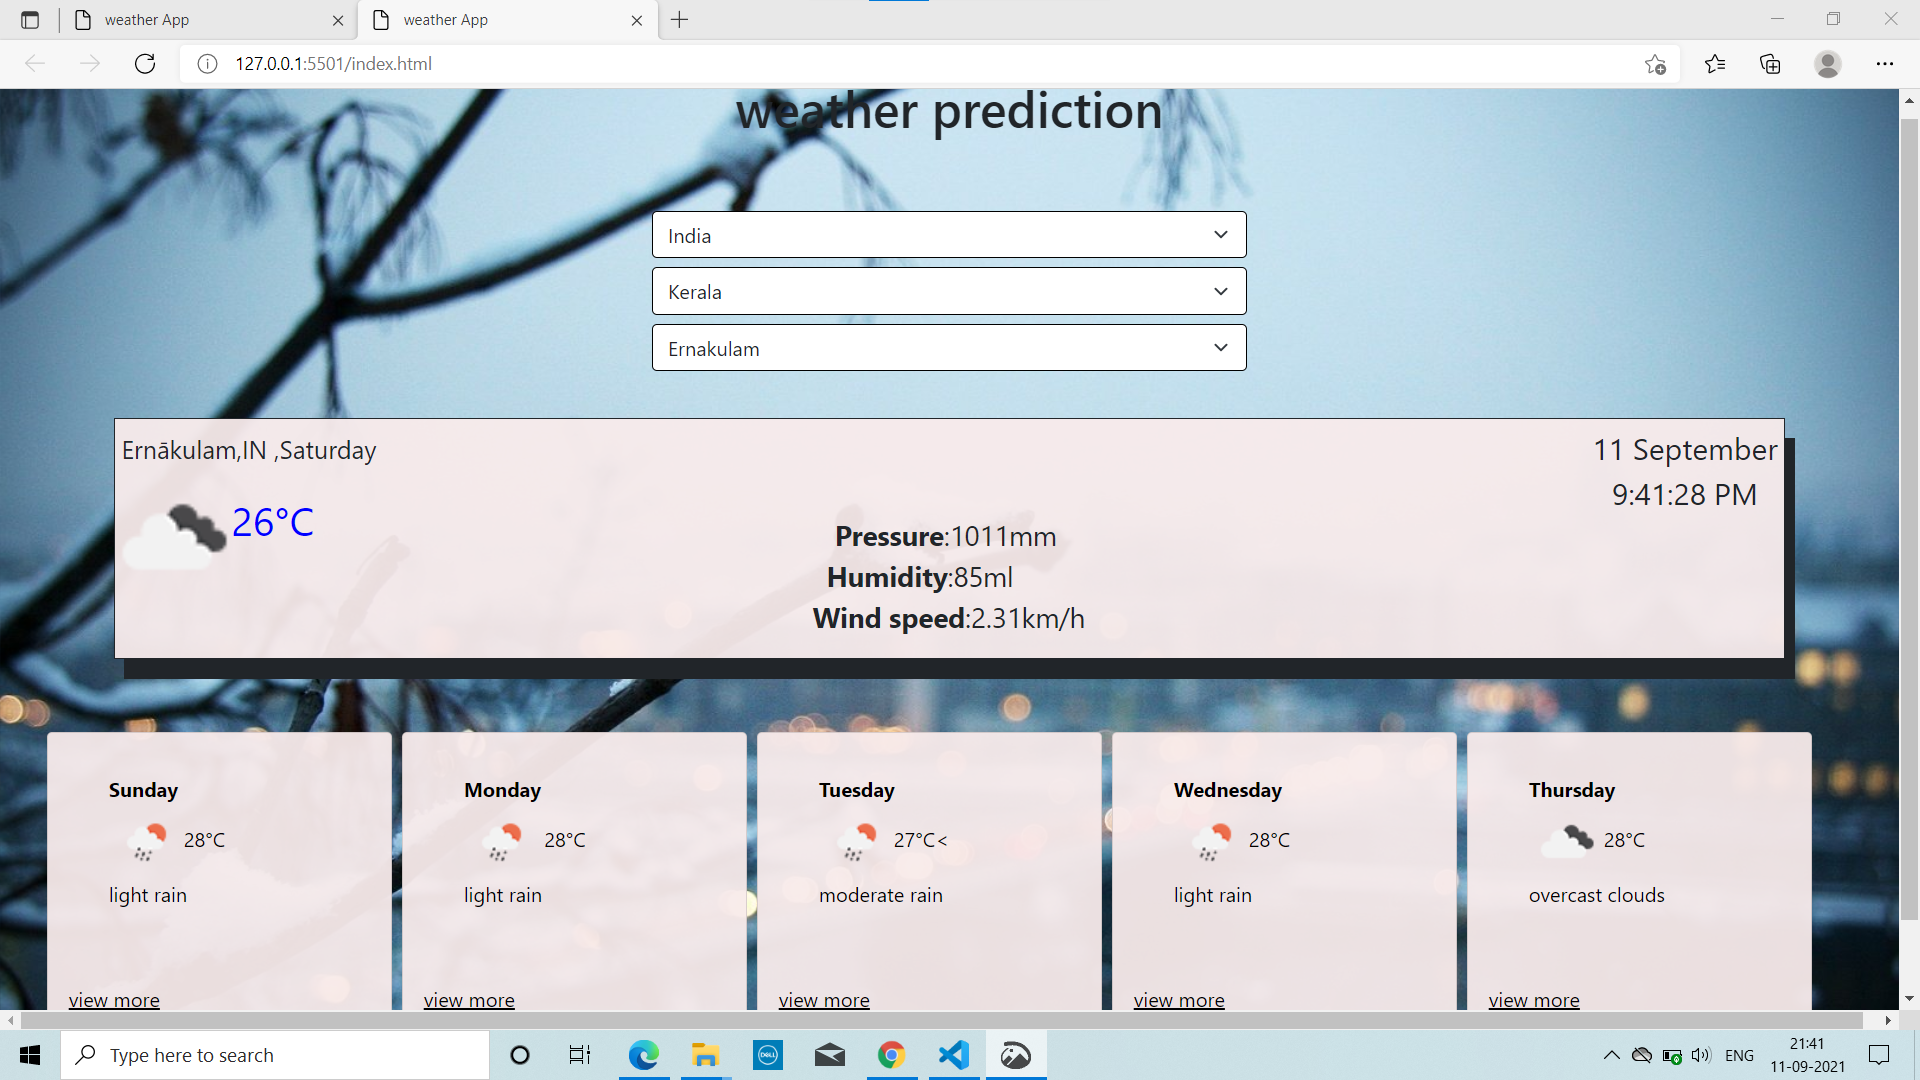 weather App
weather App
127.0.0.1:5501/index.html
weather prediction
India
Kerala
Ernakulam
Ernākulam,IN ,Saturday
11 September
9:41:28 PM
26°C
Pressure:1011mm
Humidity:85ml
Wind speed:2.31km/h
Sunday
28°C
light rain
view more
Monday
28°C
light rain
view more
Tuesday
27°C<
moderate rain
view more
Wednesday
28°C
light rain
view more
Thursday
28°C
overcast clouds
view more
Type here to search
DELL
ENG
21:41
11-09-2021